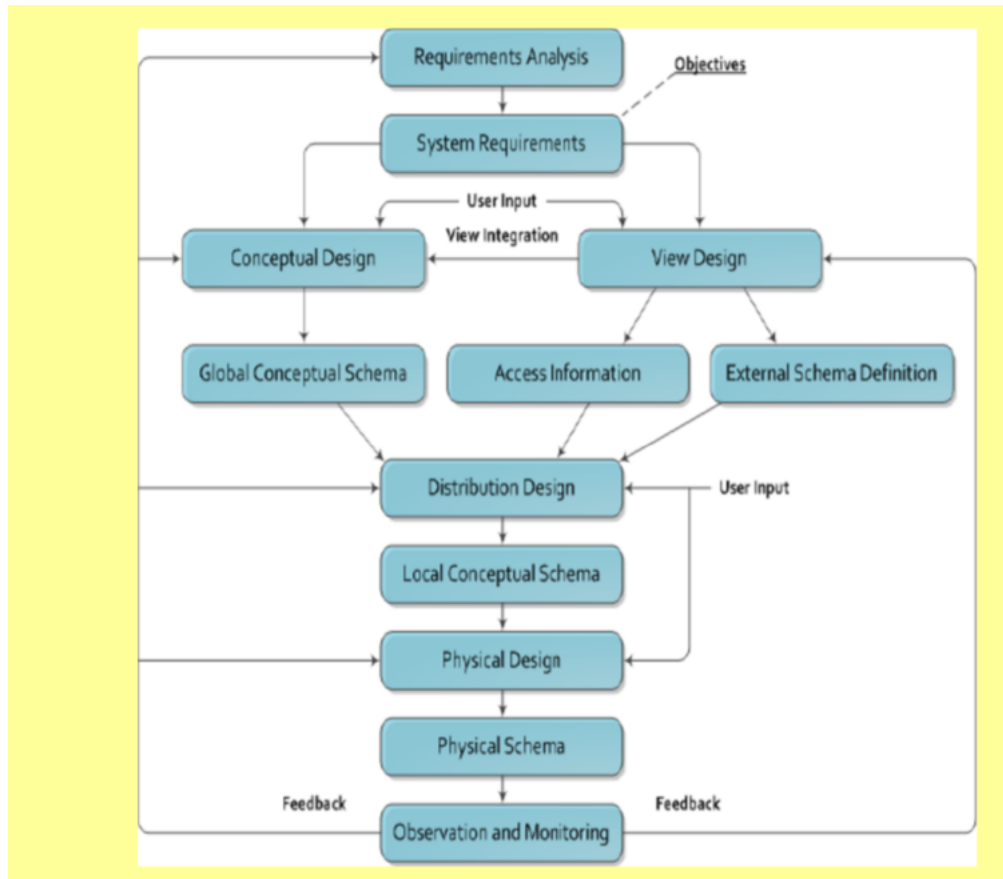 Requirements Analysis
Objectives
System Requirements
User Input
View Integration
Conceptual Design
View Design
Global Conceptual Schema
Access Information
External Schema Definition
Distribution Design
User Input
Local Conceptual Schema
Physical Design
Physical Schema
Feedback
Feedback
Observation and Monitoring